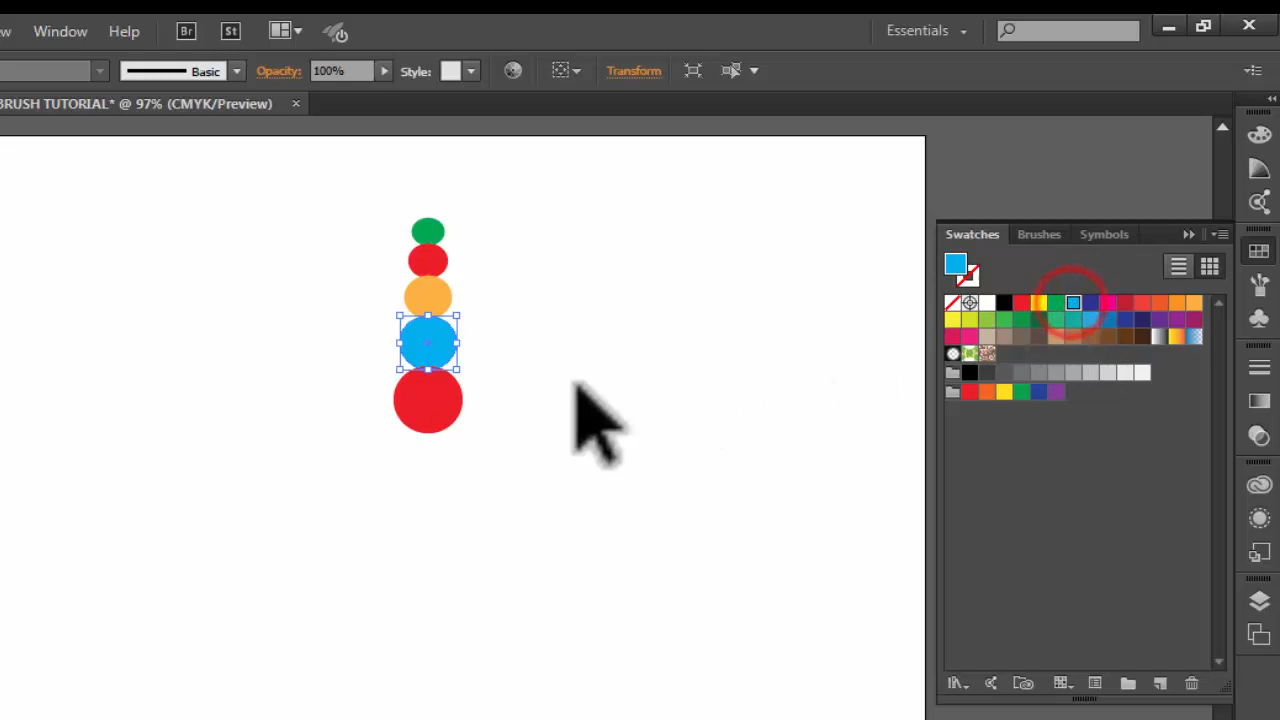 w Window Help Br St Essentials
Basic Opacity: 100% Style: Transform
BRUSH TUTORIAL* @ 97% (CMYK/Preview) ×
Swatches Brushes Symbols